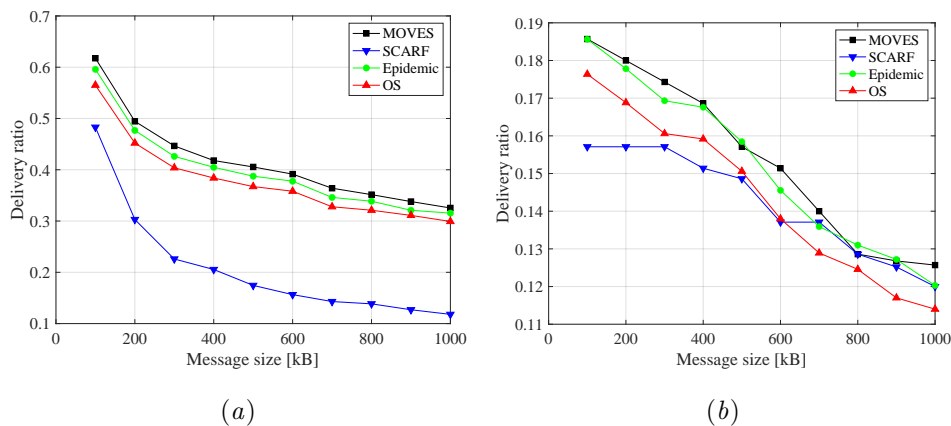 0.7
0.6
0.5
0.4
0.3
0.2
0.1
0 200 400 600 800 1000
Message size [kB]
Delivery ratio
MOVES
SCARF
Epidemic
OS
(a)
0.19
0.18
0.17
0.16
0.15
0.14
0.13
0.12
0.11
0 200 400 600 800 1000
Message size [kB]
Delivery ratio
MOVES
SCARF
Epidemic
OS
(b)